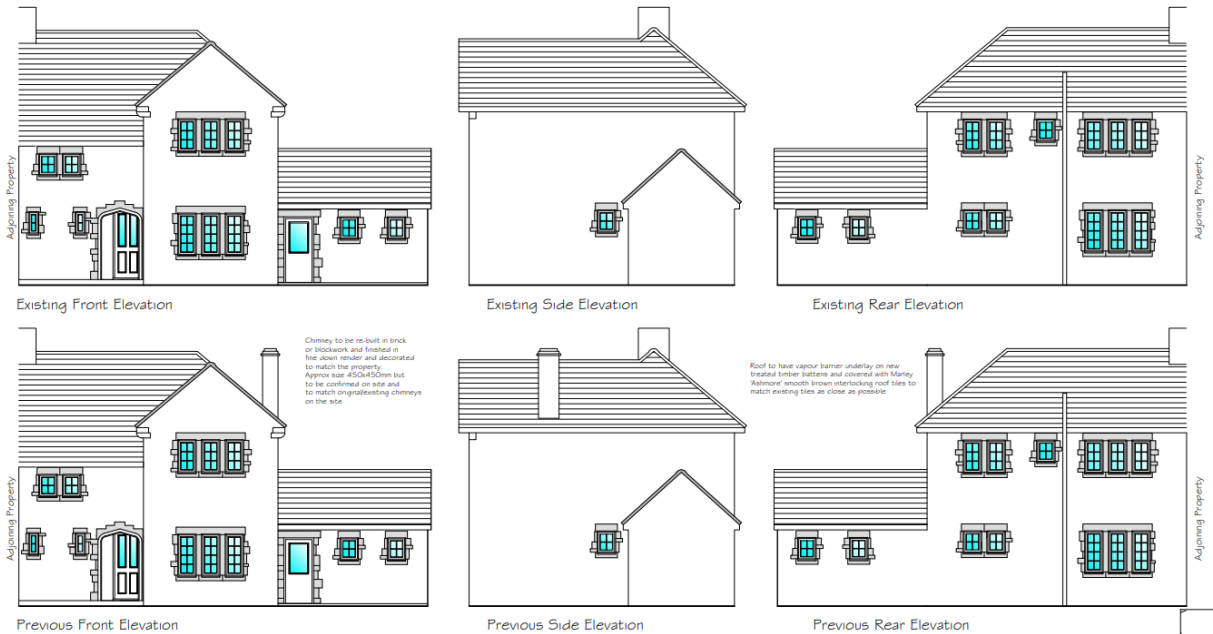 Adjoining Property
Adjoining Property
Existing Front Elevation
Existing Side Elevation
Existing Rear Elevation
Chimney to be re-built in brick
or blockwork and finished in
fine down render and decorated
to match the property.
Approx size 450x450mm but
to be confirmed on site and
to match original/existing chimneys
on the site
Roof to have vapour barrier underlay on new
treated timber battens and covered with Marley
'Ashmore' smooth brown interlocking roof tiles to
match existing tiles as close as possible
Adjoining Property
Adjoining Property
Previous Front Elevation
Previous Side Elevation
Previous Rear Elevation